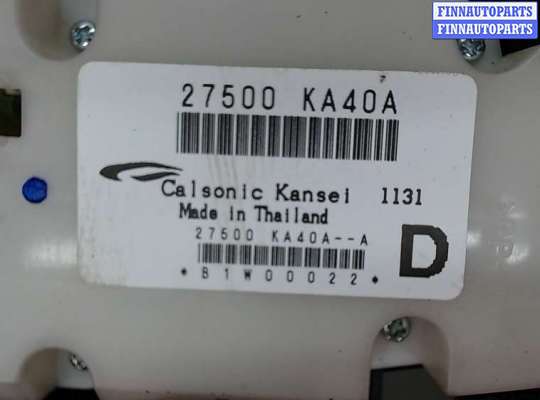 FINNAUTOPARTS
FINNAUTOPARTS
27500 KA40A
Calsonic Kansei 1131
Made in Thailand
27500 KA40A--A
D
*B1W00022*